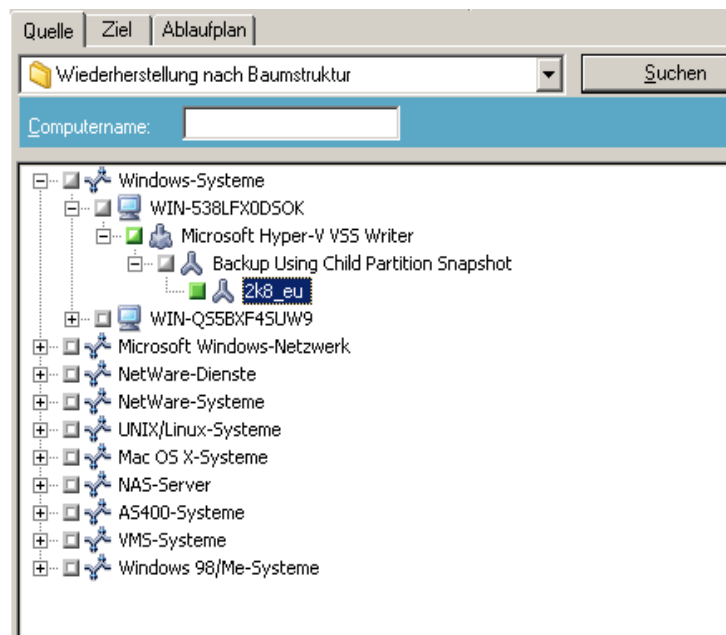 Quelle Ziel Ablaufplan
Wiederherstellung nach Baumstruktur Suchen
Computername:
Windows-Systeme
WIN-538LFX0DSOK
Microsoft Hyper-V VSS Writer
Backup Using Child Partition Snapshot
2k8_eu
WIN-QS5BXF4SUW9
Microsoft Windows-Netzwerk
NetWare-Dienste
NetWare-Systeme
UNIX/Linux-Systeme
Mac OS X-Systeme
NAS-Server
AS400-Systeme
VMS-Systeme
Windows 98/Me-Systeme